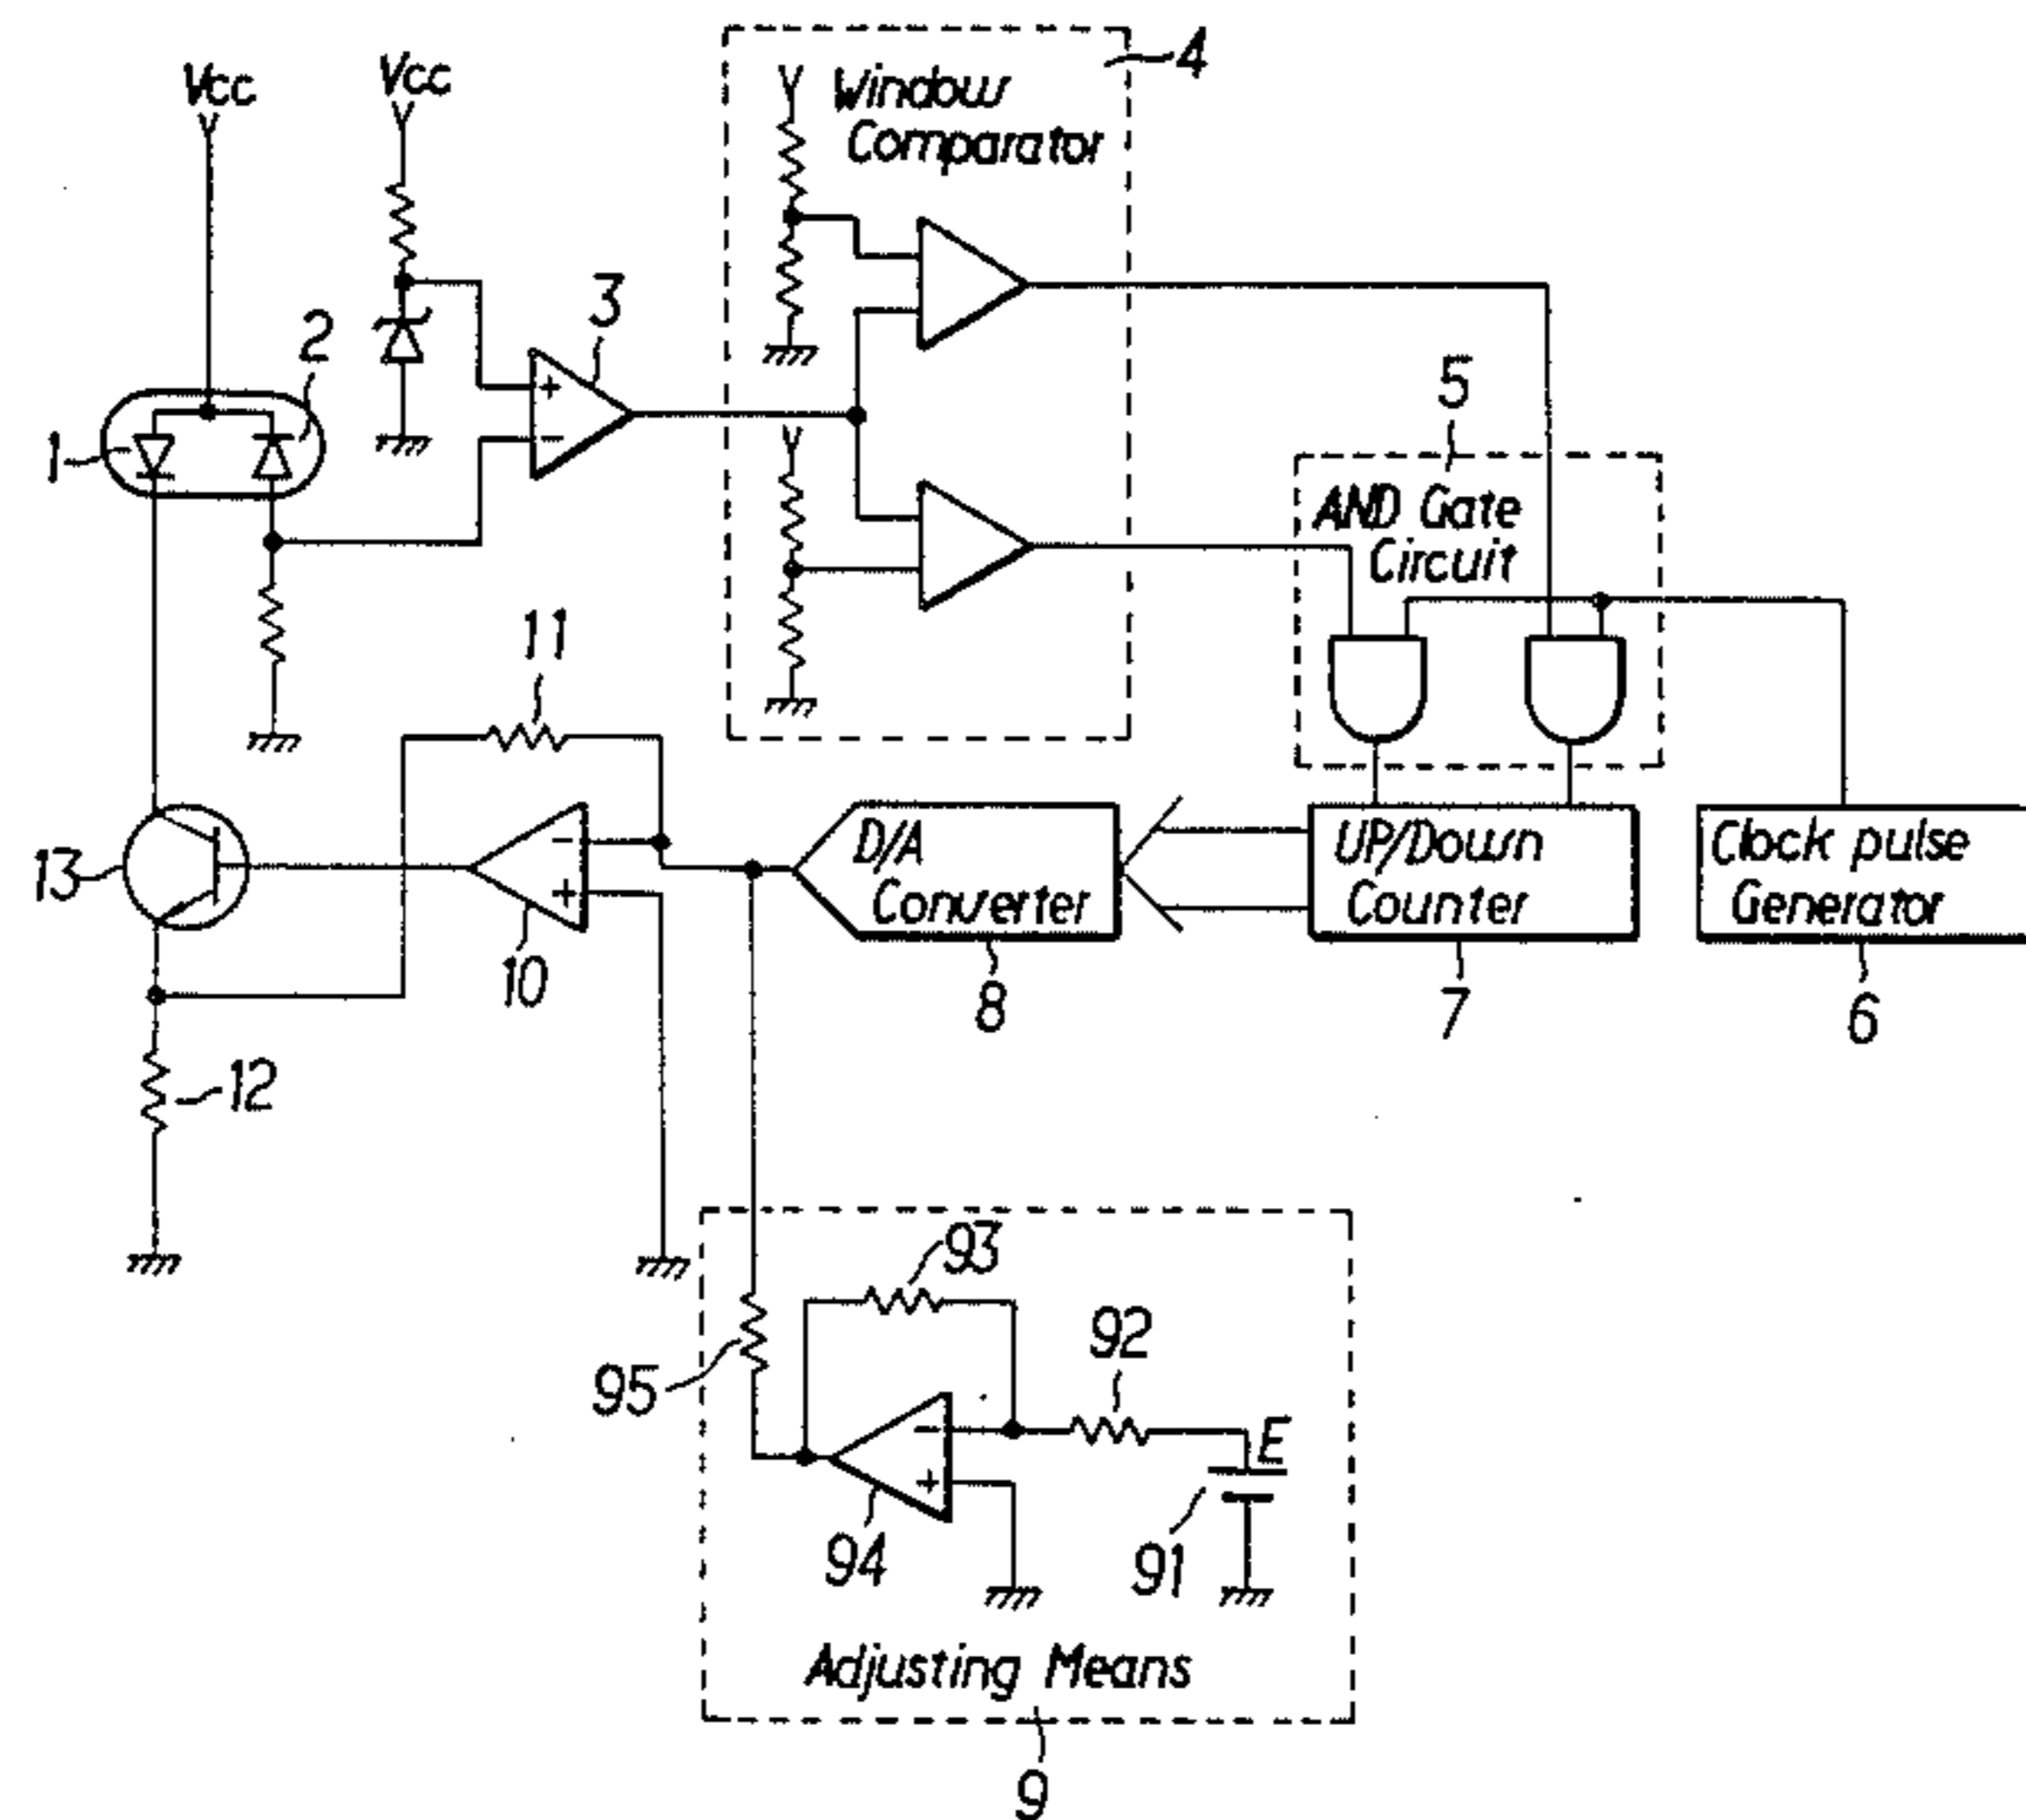 Vcc
Vcc
4
Window
Comparator
2
3
5
1
+
-
AND Gate
Circuit
11
13
-
+
10
D/A
Converter
8
UP/Down
Counter
7
Clock pulse
Generator
6
12
93
95
92
-
+
E
94
91
Adjusting Means
9